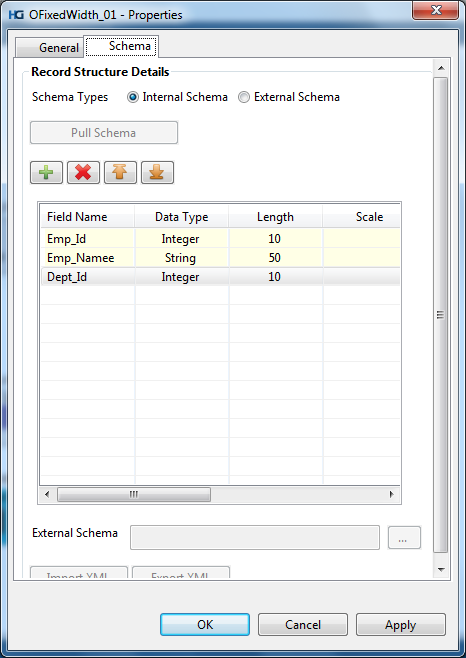 HG OFixedWidth_01 - Properties
General Schema
Record Structure Details
Schema Types Internal Schema External Schema
Pull Schema
Field Name Data Type Length Scale
Emp_Id Integer 10
Emp_Namee String 50
Dept_Id Integer 10
External Schema ...
Import XML Export XML
OK Cancel Apply